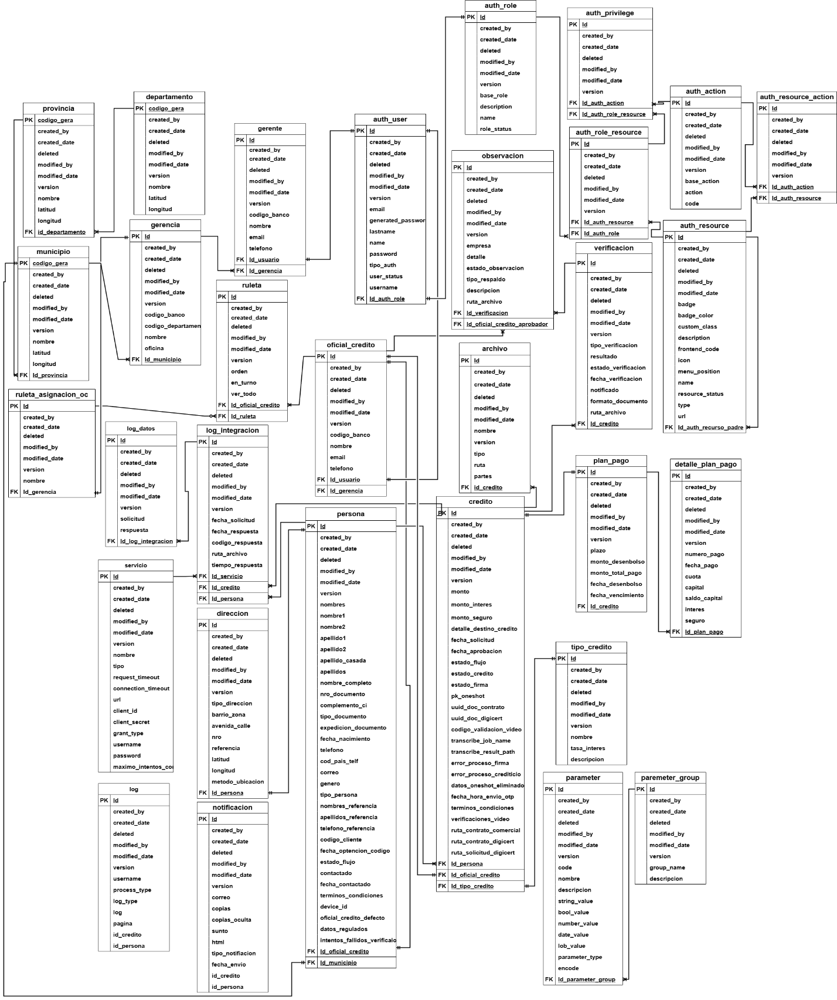 auth_role
PK Id
created_by
created_date
deleted
modified_by
modified_date
version
base_role
description
name
role_status
auth_privilege
PK Id
created_by
created_date
deleted
modified_by
modified_date
version
FK Id_auth_action
FK Id_auth_role_resource
auth_action
PK Id
created_by
created_date
deleted
modified_by
modified_date
version
base_action
action
code
auth_resource_action
PK Id
created_by
created_date
deleted
modified_by
modified_date
version
FK Id_auth_action
FK Id_auth_resource
provincia
PK codigo_gera
created_by
created_date
deleted
modified_by
modified_date
version
nombre
latitud
longitud
FK id_departamento
departamento
PK codigo_gera
created_by
created_date
deleted
modified_by
modified_date
version
nombre
latitud
longitud
gerente
PK Id
created_by
created_date
deleted
modified_by
modified_date
version
codigo_banco
nombre
email
telefono
FK Id_usuario
FK Id_gerencia
auth_user
PK Id
created_by
created_date
deleted
modified_by
modified_date
version
email
generated_passwor
lastname
name
password
tipo_auth
user_status
username
FK Id_auth_role
observacion
PK Id
created_by
created_date
deleted
modified_by
modified_date
version
empresa
detalle
estado_observacion
tipo_respaldo
descripcion
ruta_archivo
FK Id_verificacion
FK Id_oficial_credito_aprobador
auth_role_resource
PK Id
created_by
created_date
deleted
modified_by
modified_date
version
FK Id_auth_resource
FK Id_auth_role
auth_resource
PK Id
created_by
created_date
deleted
modified_by
modified_date
badge
badge_color
custom_class
description
frontend_code
icon
menu_position
name
resource_status
type
url
FK Id_auth_recurso_padre
municipio
PK codigo_gera
created_by
created_date
deleted
modified_by
modified_date
version
nombre
latitud
longitud
FK Id_provincia
gerencia
PK Id
created_by
created_date
deleted
modified_by
modified_date
version
codigo_banco
codigo_departamen
nombre
oficina
FK Id_municipio
ruleta
PK Id
created_by
created_date
deleted
modified_by
modified_date
version
orden
en_turno
ver_todo
FK Id_oficial_credito
FK Id_ruleta
verificacion
PK Id
created_by
created_date
deleted
modified_by
modified_date
version
tipo_verificacion
resultado
estado_verificacion
fecha_verificacion
notificado
formato_documento
ruta_archivo
FK Id_credito
oficial_credito
PK Id
created_by
created_date
deleted
modified_by
modified_date
version
codigo_banco
nombre
email
telefono
FK Id_usuario
FK Id_gerencia
archivo
PK Id
created_by
created_date
deleted
modified_by
modified_date
nombre
version
tipo
ruta
partes
FK id_credito
ruleta_asignacion_oc
PK Id
created_by
created_date
deleted
modified_by
modified_date
version
nombre
FK Id_gerencia
log_datos
PK Id
created_by
created_date
deleted
modified_by
modified_date
version
solicitud
respuesta
FK Id_log_integracion
log_integracion
PK Id
created_by
created_date
deleted
modified_by
modified_date
version
fecha_solicitud
fecha_respuesta
codigo_respuesta
ruta_archivo
tiempo_respuesta
FK Id_servicio
FK Id_credito
FK Id_persona
plan_pago
PK Id
created_by
created_date
deleted
modified_by
modified_date
version
plazo
monto_desenbolso
monto_total_pago
fecha_desenbolso
fecha_vencimiento
FK Id_credito
detalle_plan_pago
PK Id
created_by
created_date
deleted
modified_by
modified_date
version
numero_pago
fecha_pago
cuota
capital
saldo_capital
interes
seguro
FK Id_plan_pago
credito
PK Id
created_by
created_date
deleted
modified_by
modified_date
version
monto
monto_interes
monto_seguro
detalle_destino_credito
fecha_solicitud
fecha_aprobacion
estado_flujo
estado_credito
estado_firma
pk_oneshot
uuid_doc_contrato
uuid_doc_digicert
codigo_validacion_video
transcribe_job_name
transcribe_result_path
error_proceso_firma
error_proceso_crediticio
datos_oneshot_eliminado
fecha_hora_envio_otp
terminos_condiciones
verificaciones_video
ruta_contrato_comercial
ruta_contrato_digicert
ruta_solicitud_digicert
FK Id_persona
FK Id_oficial_credito
FK Id_tipo_credito
persona
PK Id
created_by
created_date
deleted
modified_by
modified_date
version
nombres
nombre1
nombre2
apellido1
apellido2
apellido_casada
apellidos
nombre_completo
nro_documento
complemento_ci
tipo_documento
expedicion_documento
fecha_nacimiento
telefono
cod_pais_telf
correo
genero
tipo_persona
nombres_referencia
apellidos_referencia
telefono_referencia
codigo_cliente
fecha_optencion_codigo
estado_flujo
contactado
fecha_contactado
terminos_condiciones
device_id
oficial_credito_defecto
datos_regulados
intentos_fallidos_verificaio
FK Id_oficial_credito
FK Id_municipio
servicio
PK Id
created_by
created_date
deleted
modified_by
modified_date
version
nombre
tipo
request_timeout
connection_timeout
url
client_id
client_secret
grant_type
username
password
maximo_intentos_con
direccion
PK Id
created_by
created_date
deleted
modified_by
modified_date
version
tipo_direccion
barrio_zona
avenida_calle
nro
referencia
latitud
longitud
metodo_ubicacion
FK Id_persona
tipo_credito
PK Id
created_by
created_date
deleted
modified_by
modified_date
version
nombre
tasa_interes
descripcion
log
PK Id
created_by
created_date
deleted
modified_by
modified_date
version
username
process_type
log_type
log
pagina
id_credito
id_persona
notificacion
PK Id
created_by
created_date
deleted
modified_by
modified_date
version
correo
copias
copias_oculta
sunto
html
tipo_notifiacion
fecha_envio
id_credito
id_persona
parameter
PK Id
created_by
created_date
deleted
modified_by
modified_date
version
code
nombre
descripcion
string_value
bool_value
number_value
date_value
lob_value
parameter_type
encode
FK Id_parameter_group
paremeter_group
PK Id
created_by
created_date
deleted
modified_by
modified_date
version
group_name
descripcion